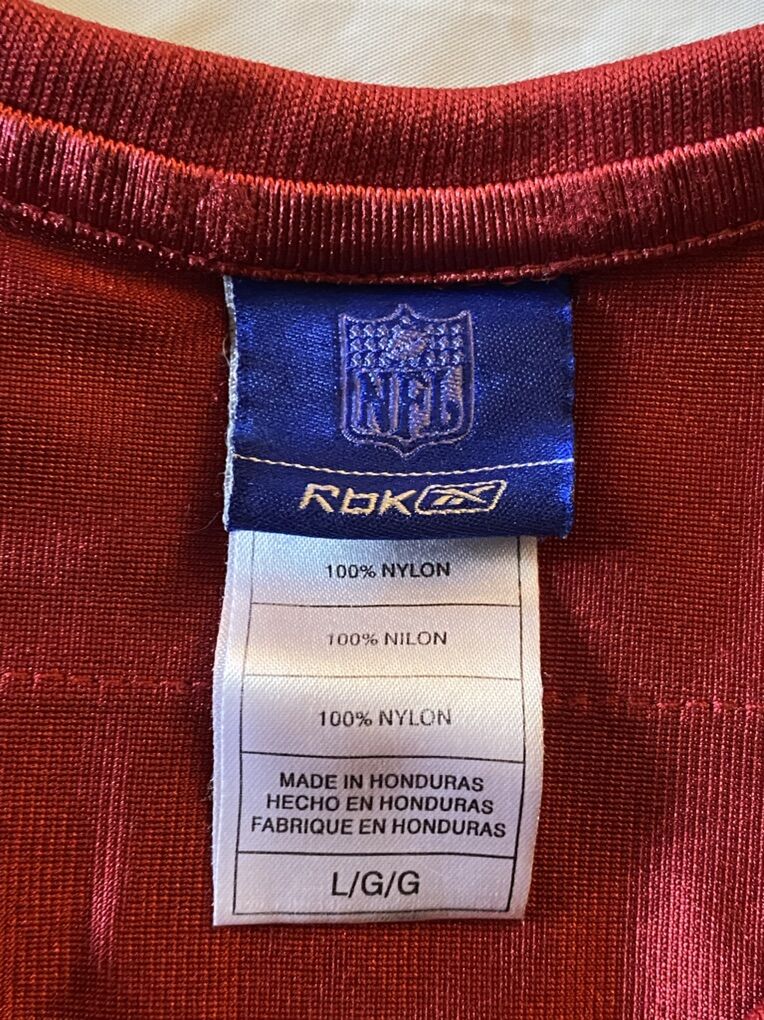 NFL
RbK
100% NYLON
100% NILON
100% NYLON
MADE IN HONDURAS
HECHO EN HONDURAS
FABRIQUE EN HONDURAS
L/G/G